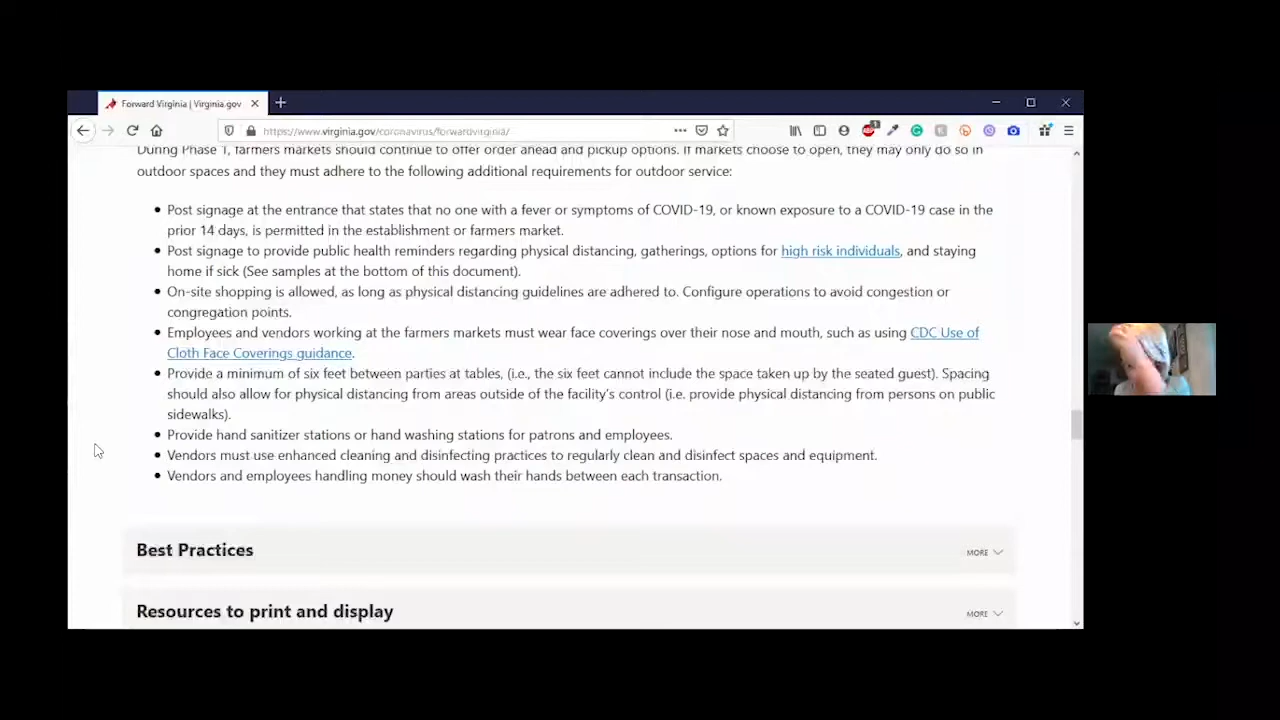 Forward Virginia | Virginia.gov
https://www.virginia.gov/coronavirus/forwardvirginia/
During Phase 1, farmers markets should continue to offer order ahead and pickup options. If markets choose to open, they may only do so in
outdoor spaces and they must adhere to the following additional requirements for outdoor service:
Post signage at the entrance that states that no one with a fever or symptoms of COVID-19, or known exposure to a COVID-19 case in the
prior 14 days, is permitted in the establishment or farmers market.
Post signage to provide public health reminders regarding physical distancing, gatherings, options for high risk individuals, and staying
home if sick (See samples at the bottom of this document).
On-site shopping is allowed, as long as physical distancing guidelines are adhered to. Configure operations to avoid congestion or
congregation points.
Employees and vendors working at the farmers markets must wear face coverings over their nose and mouth, such as using CDC Use of
Cloth Face Coverings guidance.
Provide a minimum of six feet between parties at tables, (i.e., the six feet cannot include the space taken up by the seated guest). Spacing
should also allow for physical distancing from areas outside of the facility's control (i.e. provide physical distancing from persons on public
sidewalks).
Provide hand sanitizer stations or hand washing stations for patrons and employees.
Vendors must use enhanced cleaning and disinfecting practices to regularly clean and disinfect spaces and equipment.
Vendors and employees handling money should wash their hands between each transaction.
Best Practices MORE
Resources to print and display MORE